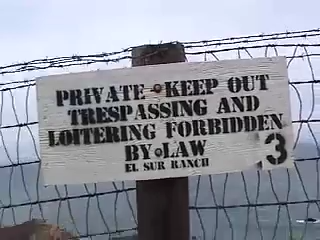 PRIVATE • KEEP OUT
TRESPASSING AND
LOITERING FORBIDDEN
BY LAW
EL SUR RANCH
3